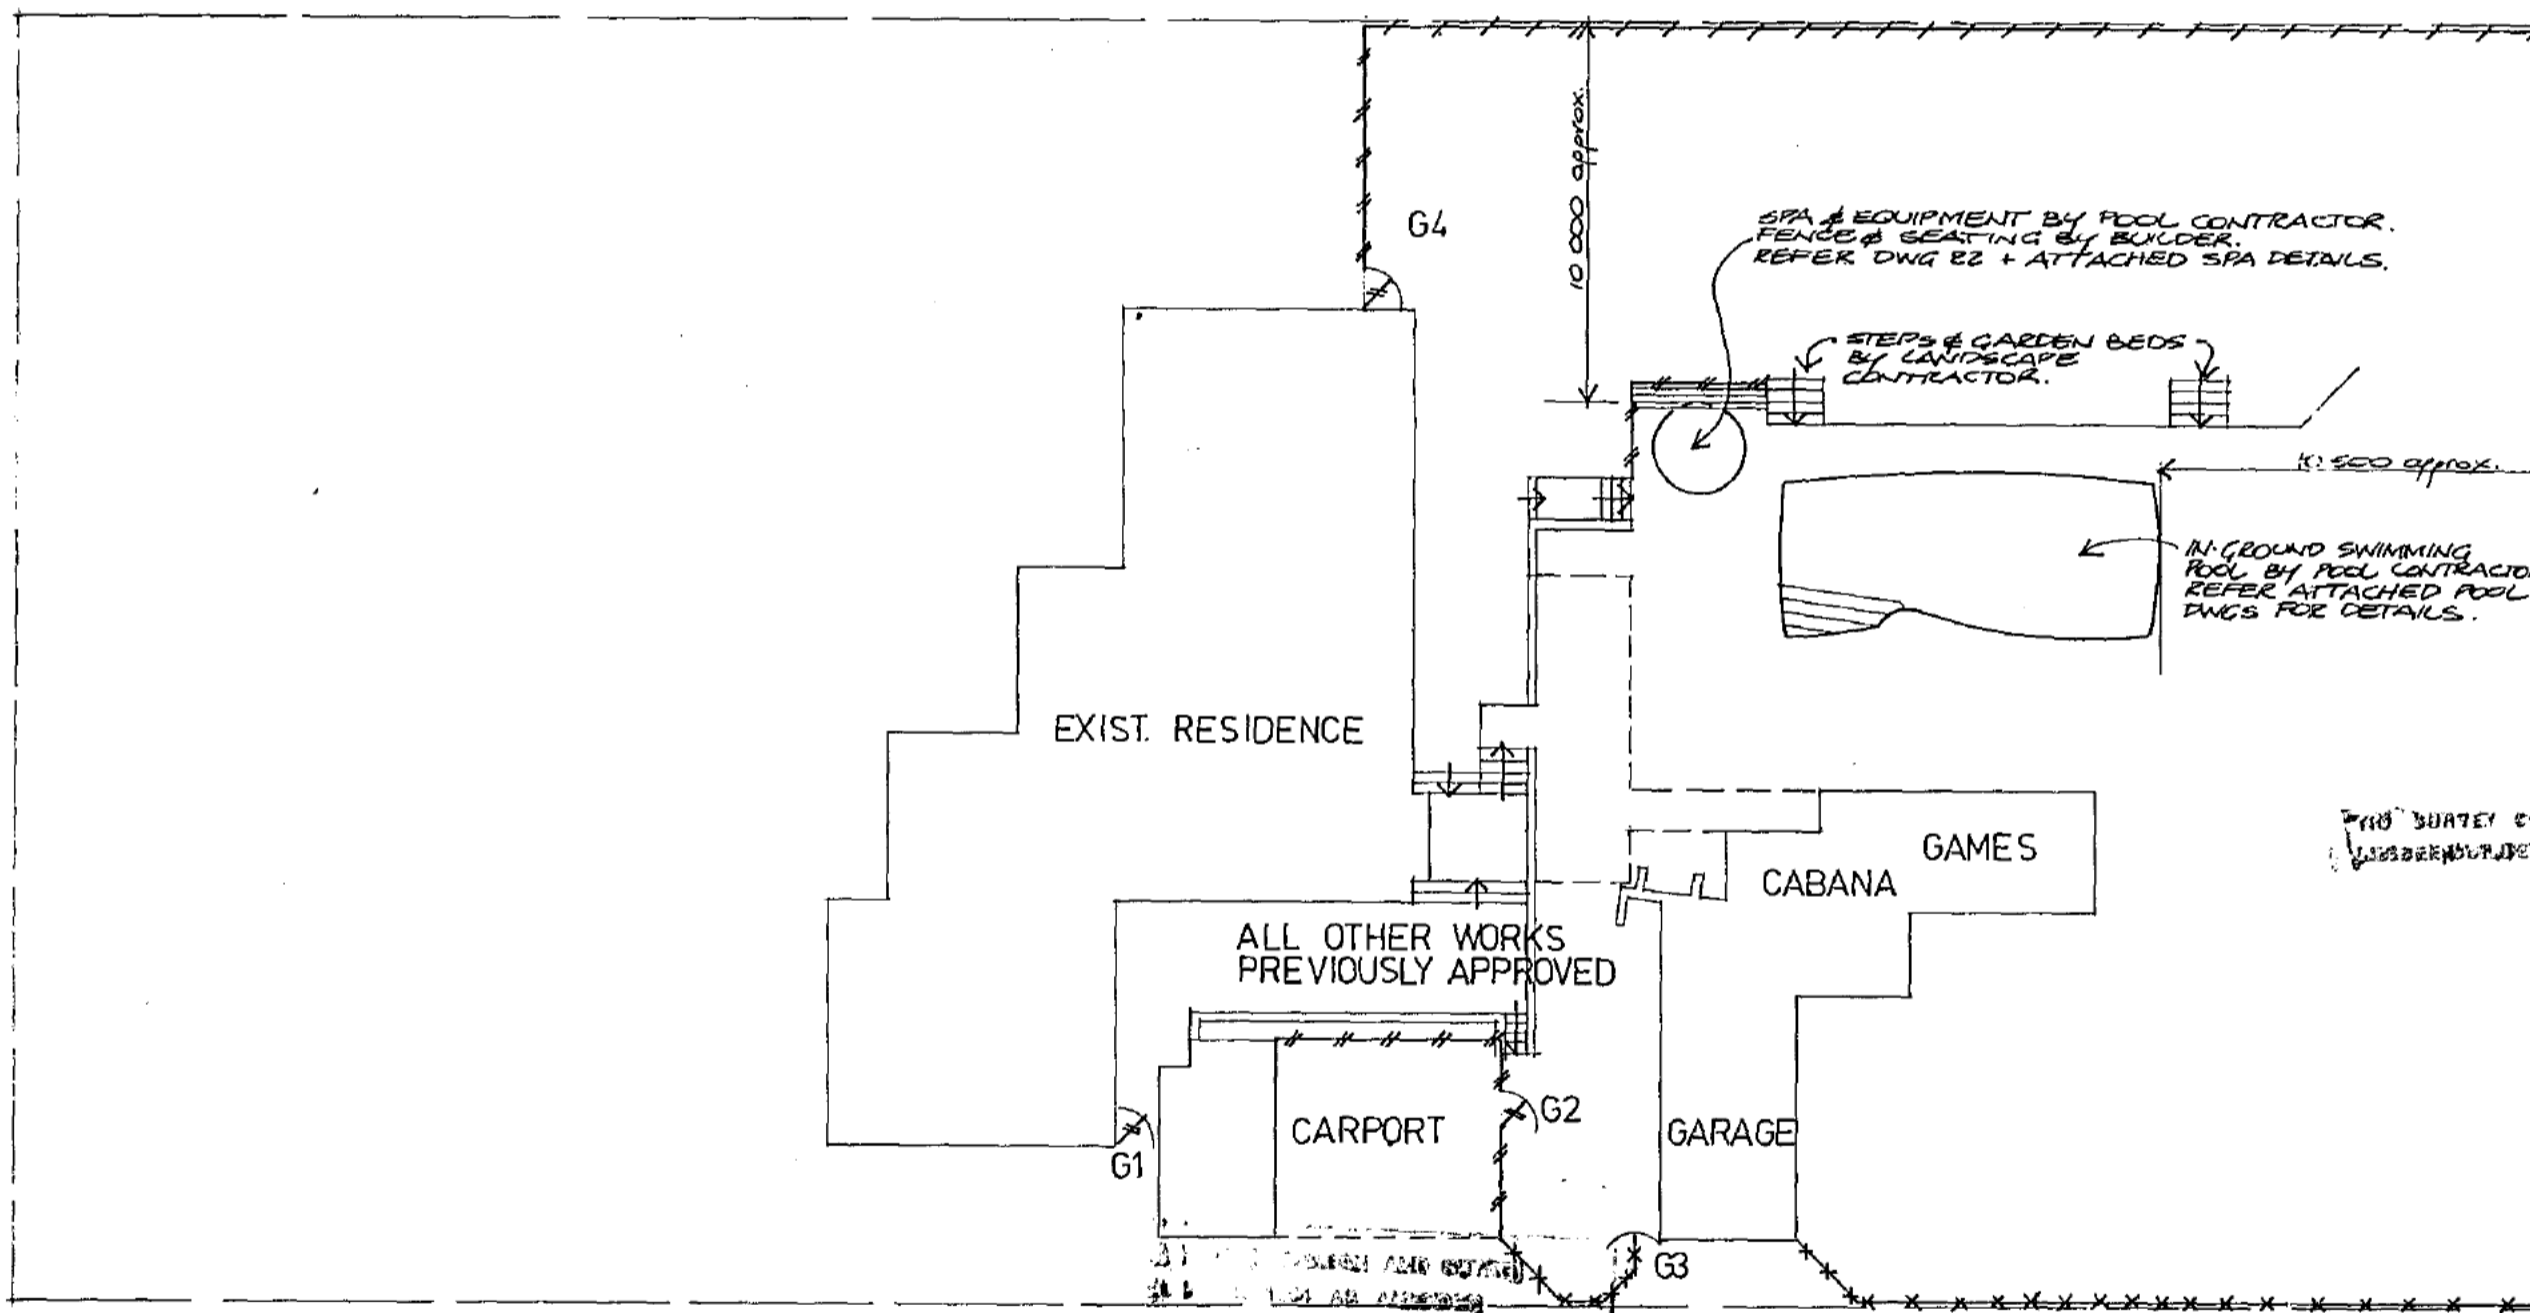 G4
10 000 approx.
SPA & EQUIPMENT BY POOL CONTRACTOR.
FENCE & SEATING BY BUILDER.
REFER DWG 22 + ATTACHED SPA DETAILS.
STEPS & GARDEN BEDS
BY LANDSCAPE
CONTRACTOR.
500 approx.
IN-GROUND SWIMMING
POOL BY POOL CONTRACTO
REFER ATTACHED POOL
DWGS FOR DETAILS.
EXIST. RESIDENCE
GAMES
CABANA
ALL OTHER WORKS
PREVIOUSLY APPROVED
G2
CARPORT
GARAGE
G1
G3
AND